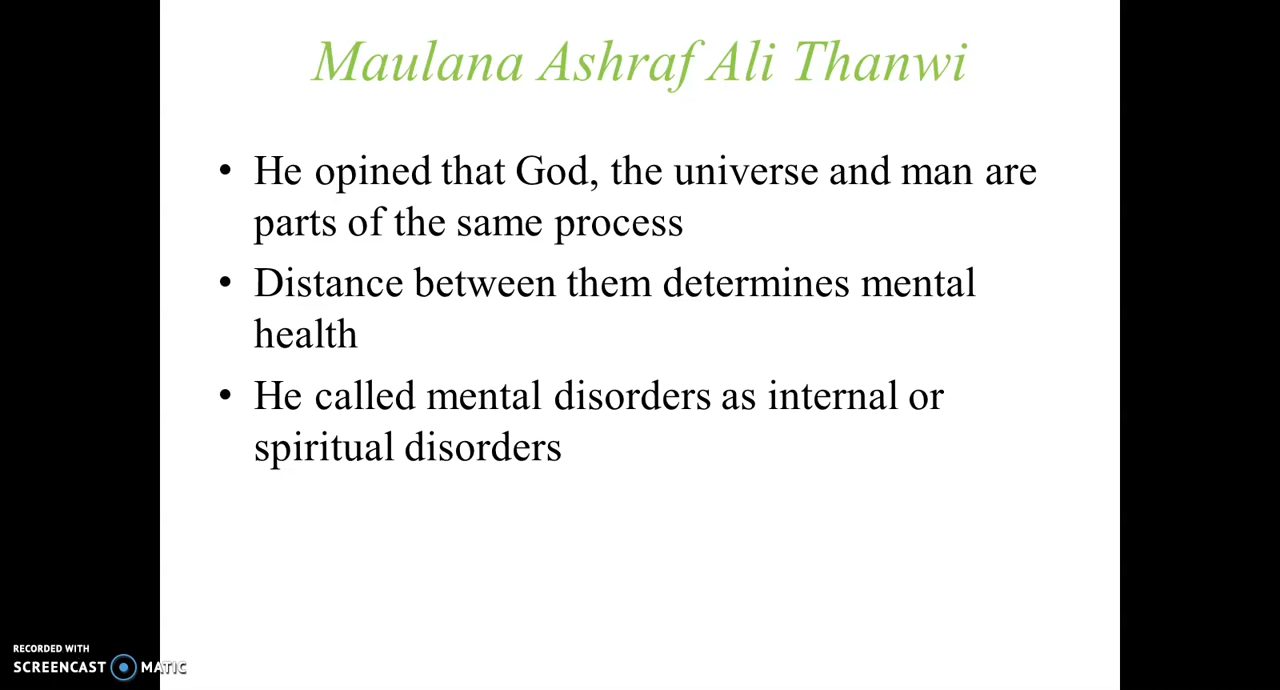 Maulana Ashraf Ali Thanwi
• He opined that God, the universe and man are
parts of the same process
• Distance between them determines mental
health
• He called mental disorders as internal or
spiritual disorders
RECORDED WITH
SCREENCAST MATIC